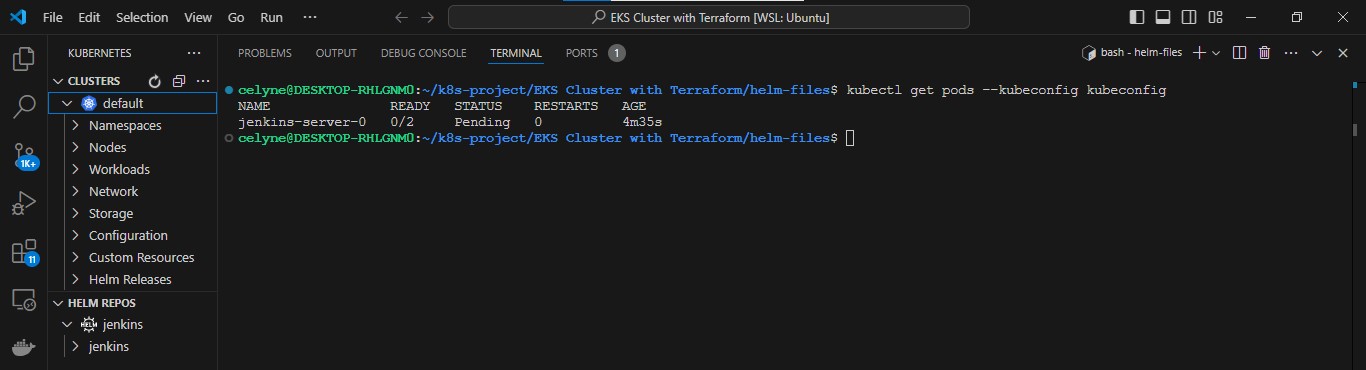 File Edit Selection View Go Run ···
EKS Cluster with Terraform [WSL: Ubuntu]
KUBERNETES ···
PROBLEMS OUTPUT DEBUG CONSOLE TERMINAL PORTS 1
bash - helm-files
CLUSTERS
default
Namespaces
Nodes
Workloads
Network
Storage
Configuration
Custom Resources
Helm Releases
HELM REPOS
HELM jenkins
jenkins
1K+
11
celyne@DESKTOP-RHLGNM0:~/k8s-project/EKS Cluster with Terraform/helm-files$ kubectl get pods --kubeconfig kubeconfig
NAME READY STATUS RESTARTS AGE
jenkins-server-0 0/2 Pending 0 4m35s
celyne@DESKTOP-RHLGNM0:~/k8s-project/EKS Cluster with Terraform/helm-files$